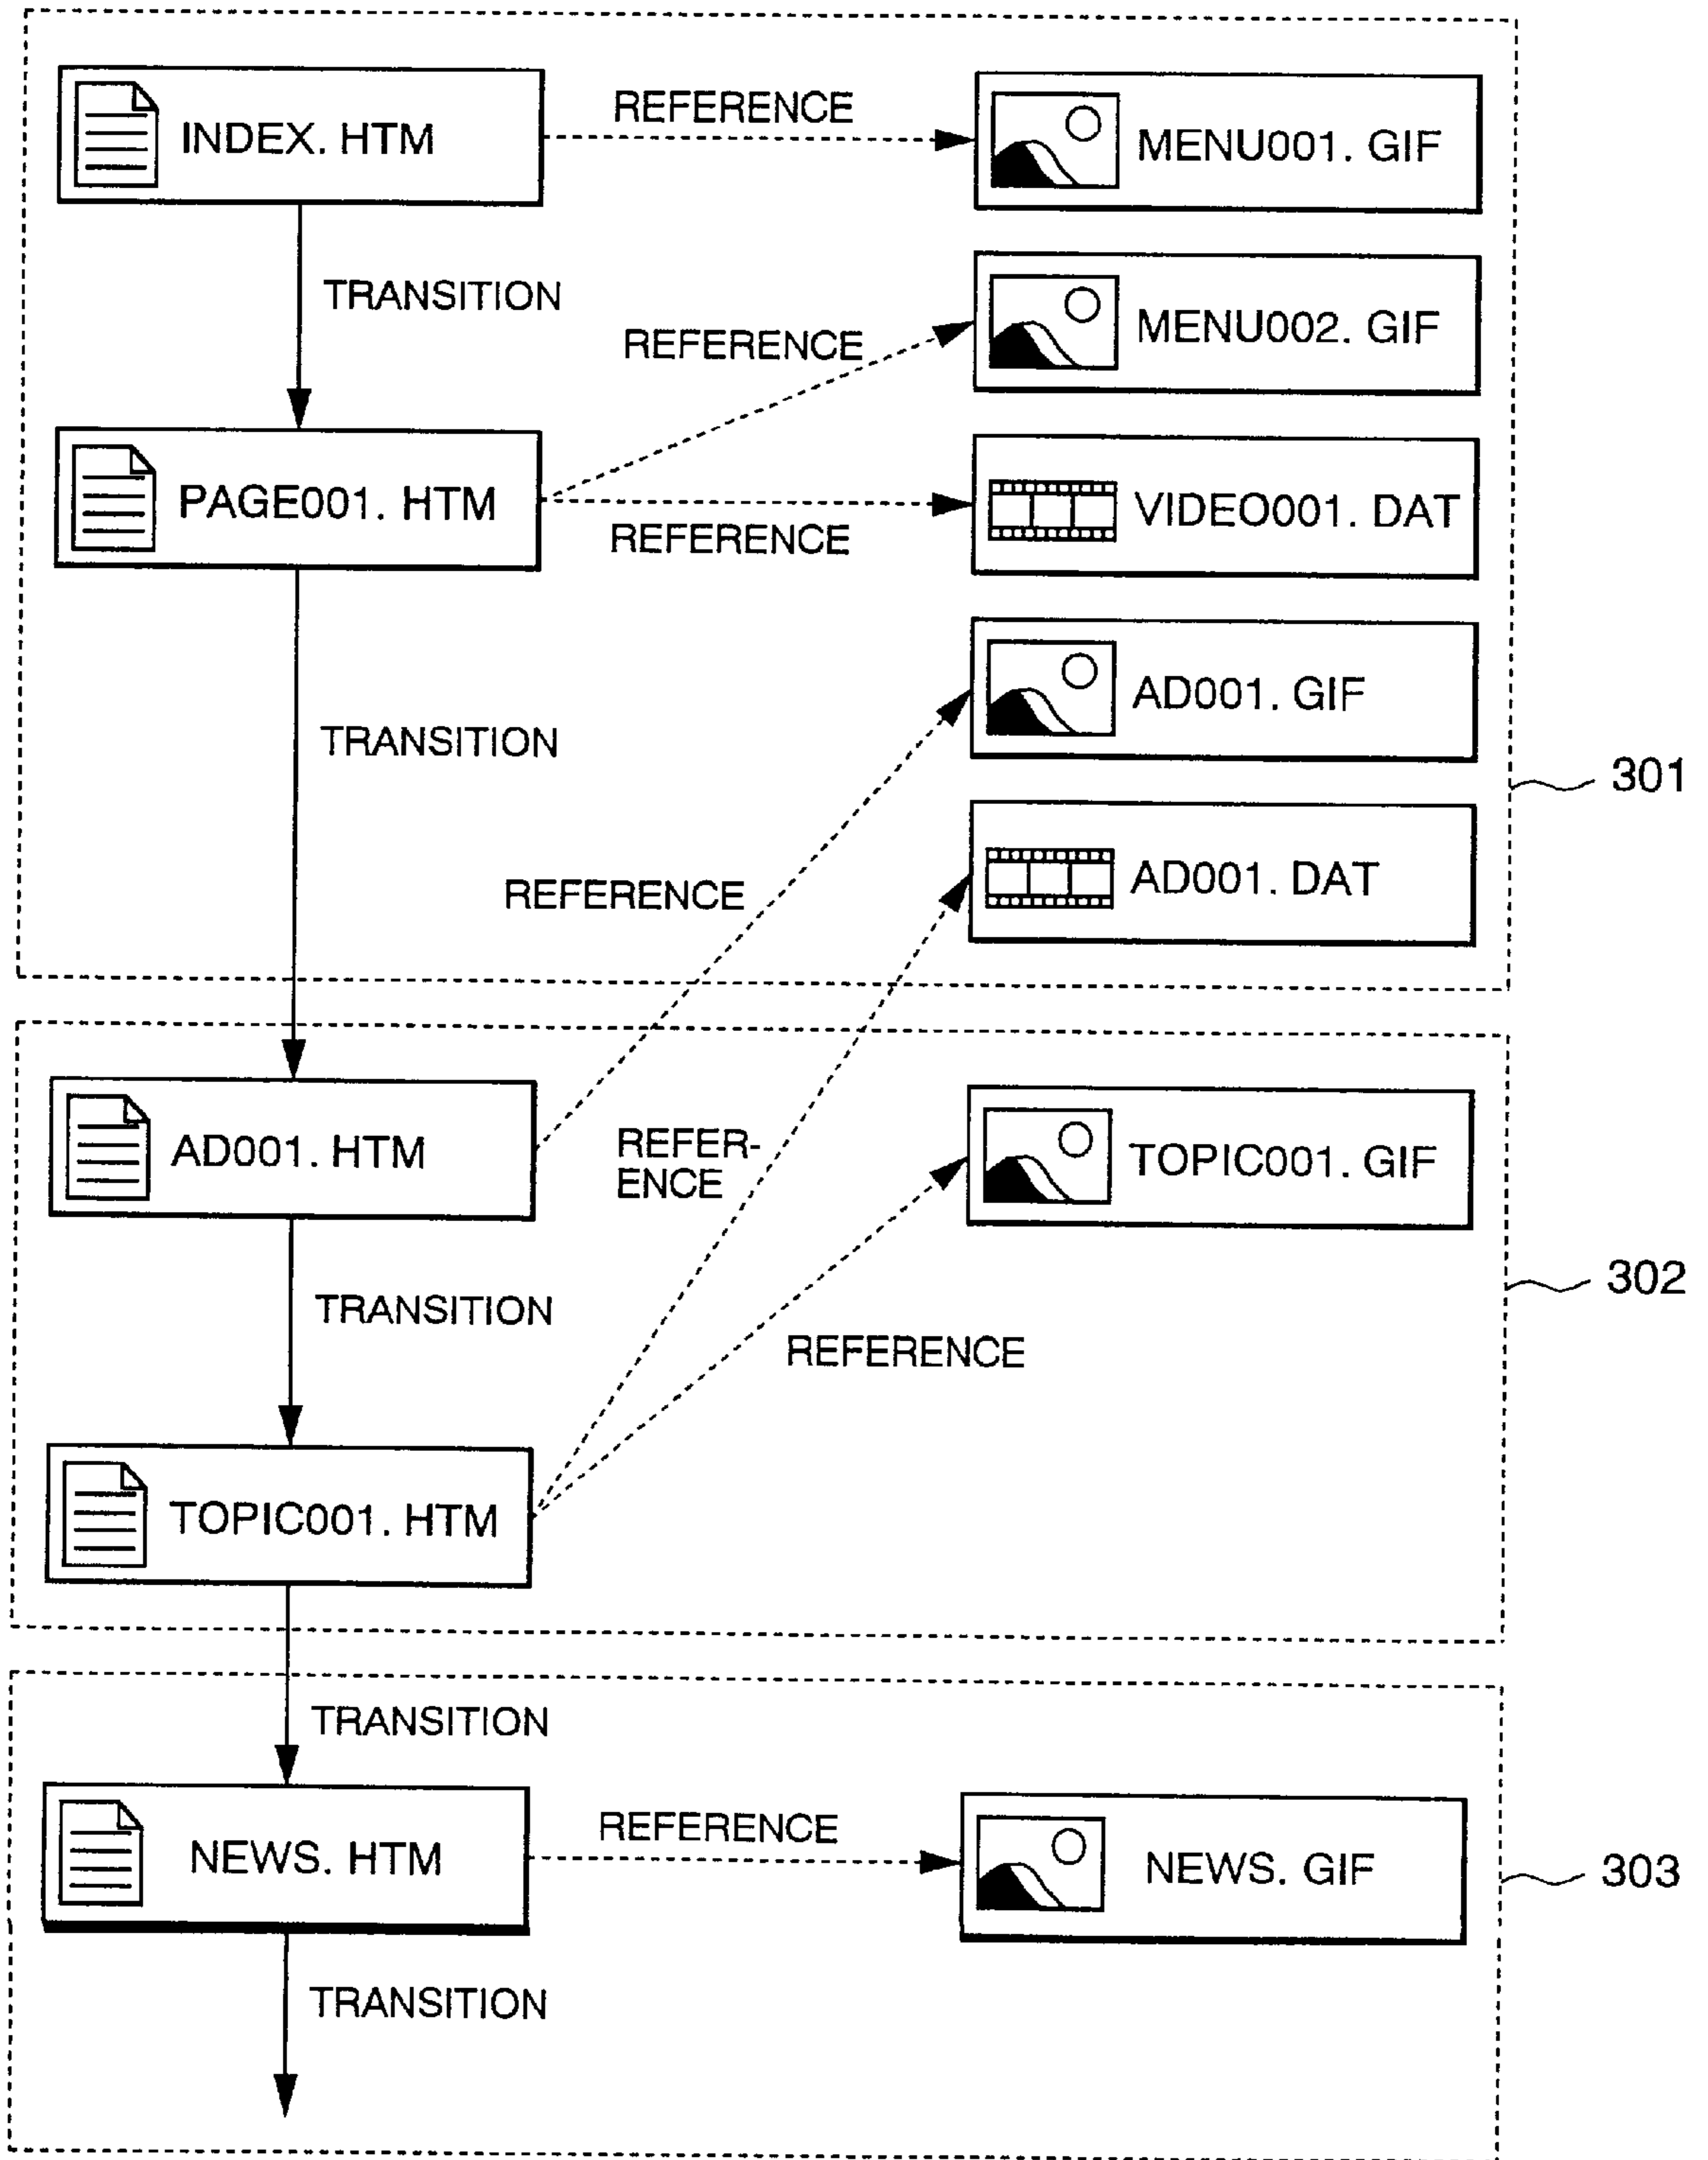 INDEX. HTM
REFERENCE
MENU001. GIF
TRANSITION
REFERENCE
MENU002. GIF
PAGE001. HTM
REFERENCE
VIDEO001. DAT
AD001. GIF
TRANSITION
301
REFERENCE
AD001. DAT
AD001. HTM
REFER-
ENCE
TOPIC001. GIF
302
TRANSITION
REFERENCE
TOPIC001. HTM
TRANSITION
NEWS. HTM
REFERENCE
NEWS. GIF
303
TRANSITION